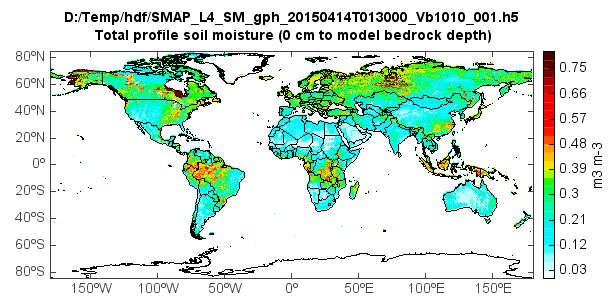 D:/Temp/hdf/SMAP_L4_SM_gph_20150414T013000_Vb1010_001.h5
Total profile soil moisture (0 cm to model bedrock depth)
80ºN
60ºN
40ºN
20ºN
0º
20ºS
40ºS
60ºS
80ºS
150ºW
100ºW
50ºW
0º
50ºE
100ºE
150ºE
0.75
0.66
0.57
0.48
0.39
0.3
0.21
0.12
0.03
m3 m-3